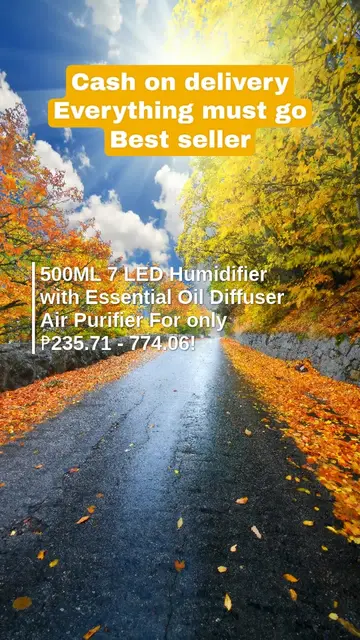 Cash on delivery
Everything must go
Best seller
500ML 7 LED Humidifier
with Essential Oil Diffuser
Air Purifier For only
₱235.71 - 774.06!